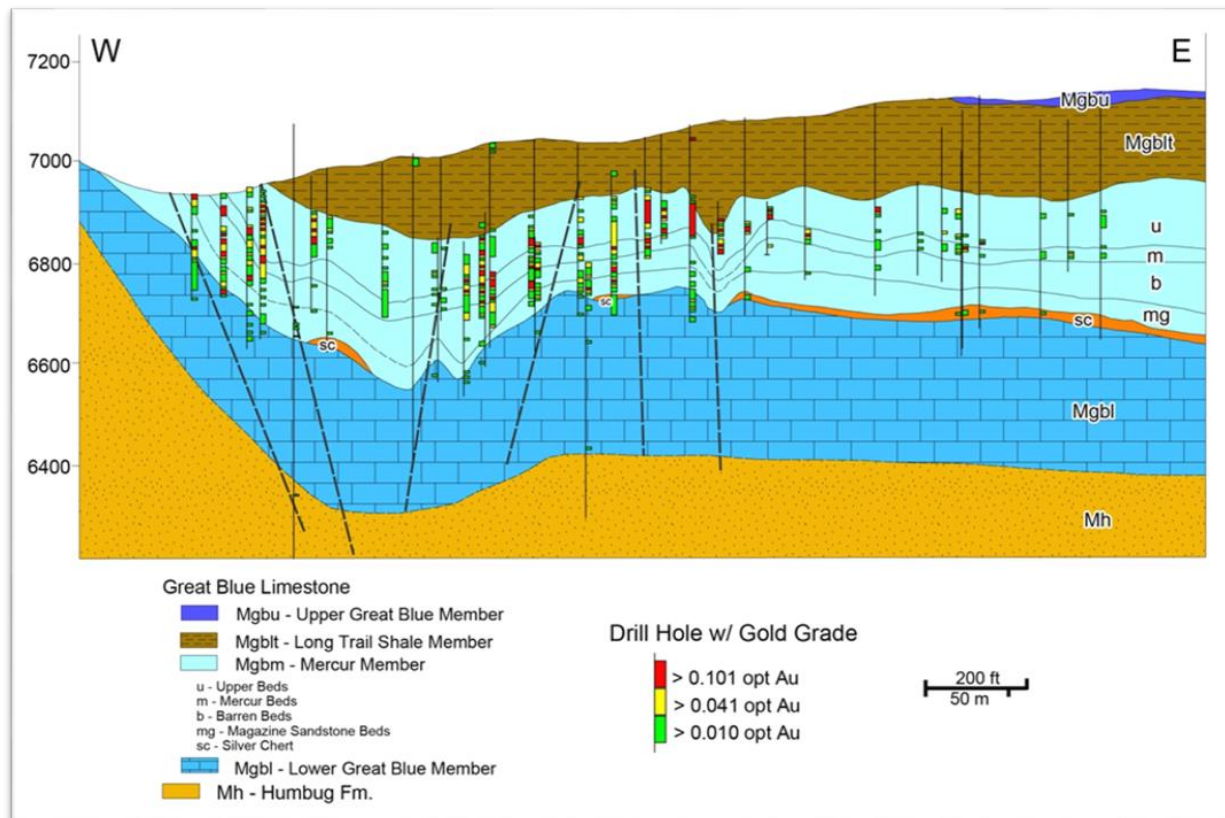 W
E
7200
7000
6800
6600
6400
Mgbu
Mgblt
u
m
b
mg
sc
sc
sc
Mgbl
Mh
Great Blue Limestone
Mgbu - Upper Great Blue Member
Mgblt - Long Trail Shale Member
Mgbm - Mercur Member
u - Upper Beds
m - Mercur Beds
b - Barren Beds
mg - Magazine Sandstone Beds
sc - Silver Chert
Mgbl - Lower Great Blue Member
Mh - Humbug Fm.
Drill Hole w/ Gold Grade
> 0.101 opt Au
> 0.041 opt Au
> 0.010 opt Au
200 ft
50 m